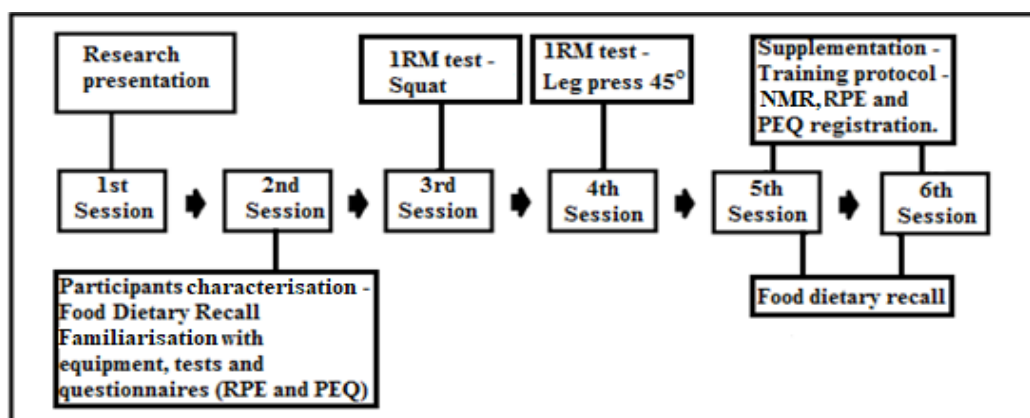 Research
presentation
1RM test -
Squat
1RM test -
Leg press 45°
Supplementation -
Training protocol -
NMR, RPE and
PEQ registration.
1st
Session
2nd
Session
3rd
Session
4th
Session
5th
Session
6th
Session
Participants characterisation -
Food Dietary Recall
Familiarisation with
equipment, tests and
questionnaires (RPE and PEQ)
Food dietary recall